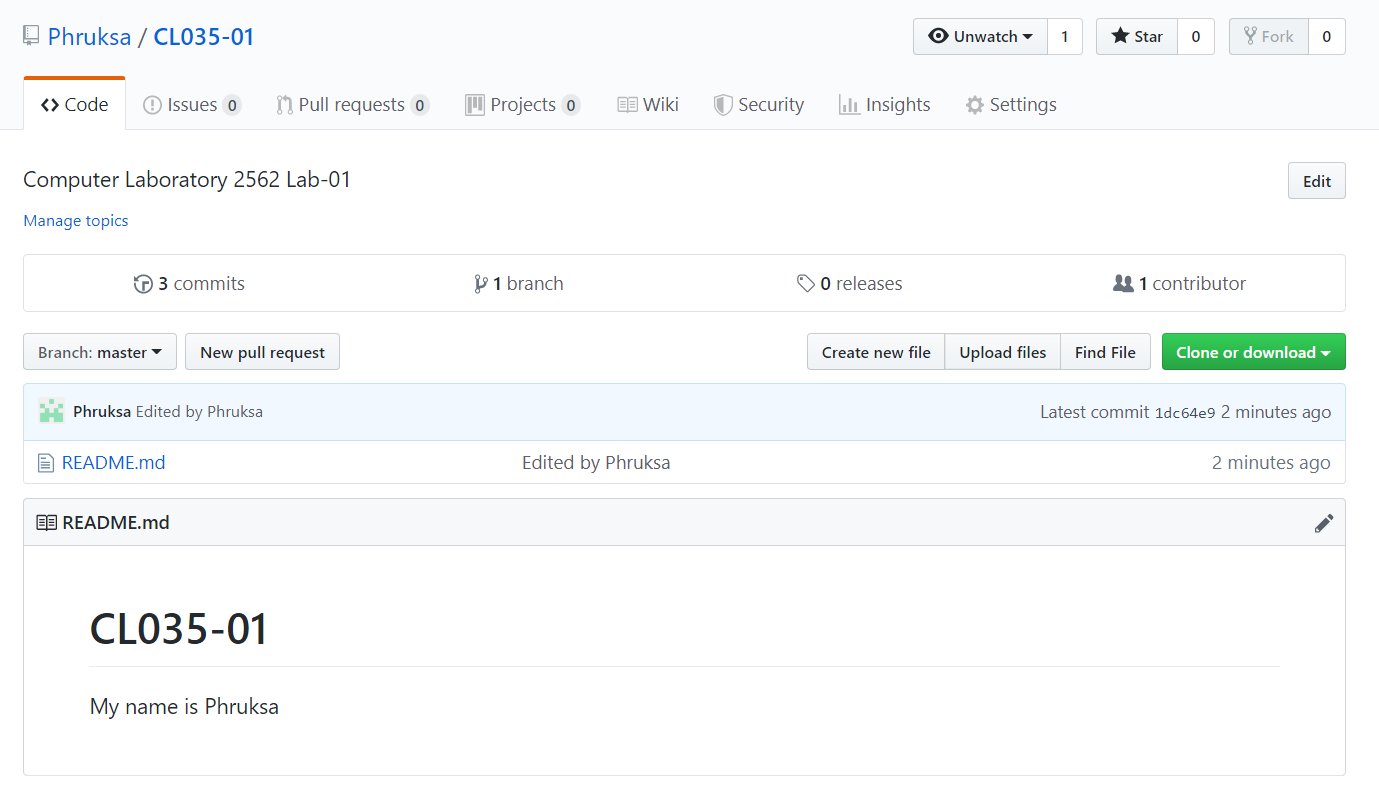 Phruksa / CL035-01
Unwatch 1 Star 0 Fork 0
Code Issues 0 Pull requests 0 Projects 0 Wiki Security Insights Settings
Computer Laboratory 2562 Lab-01
Edit
Manage topics
3 commits 1 branch 0 releases 1 contributor
Branch: master New pull request Create new file Upload files Find File Clone or download
Phruksa Edited by Phruksa Latest commit 1dc64e9 2 minutes ago
README.md Edited by Phruksa 2 minutes ago
README.md
CL035-01
My name is Phruksa